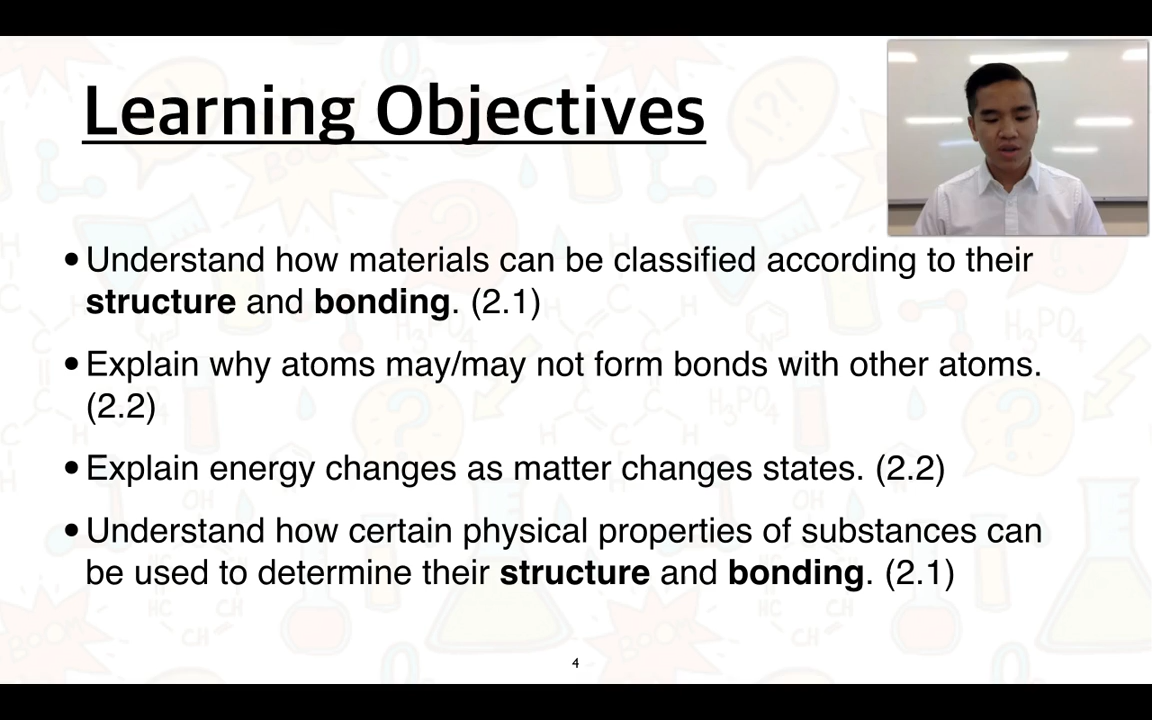 Learning Objectives
•Understand how materials can be classified according to their
structure and bonding. (2.1)
•Explain why atoms may/may not form bonds with other atoms.
(2.2)
•Explain energy changes as matter changes states. (2.2)
•Understand how certain physical properties of substances can
be used to determine their structure and bonding. (2.1)
4